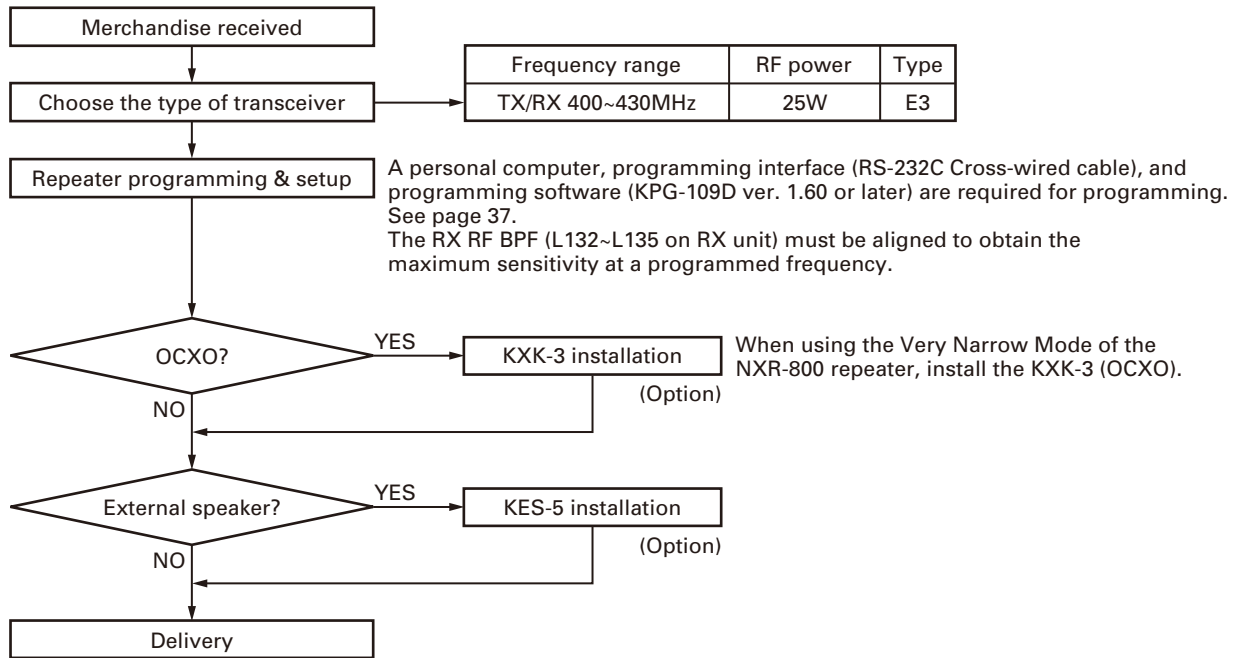 Merchandise received
Choose the type of transceiver
Frequency range RF power Type
TX/RX 400~430MHz 25W E3
Repeater programming & setup
A personal computer, programming interface (RS-232C Cross-wired cable), and
programming software (KPG-109D ver. 1.60 or later) are required for programming.
See page 37.
The RX RF BPF (L132~L135 on RX unit) must be aligned to obtain the
maximum sensitivity at a programmed frequency.
OCXO?
YES
KXK-3 installation
(Option)
When using the Very Narrow Mode of the
NXR-800 repeater, install the KXK-3 (OCXO).
NO
External speaker?
YES
KES-5 installation
(Option)
NO
Delivery